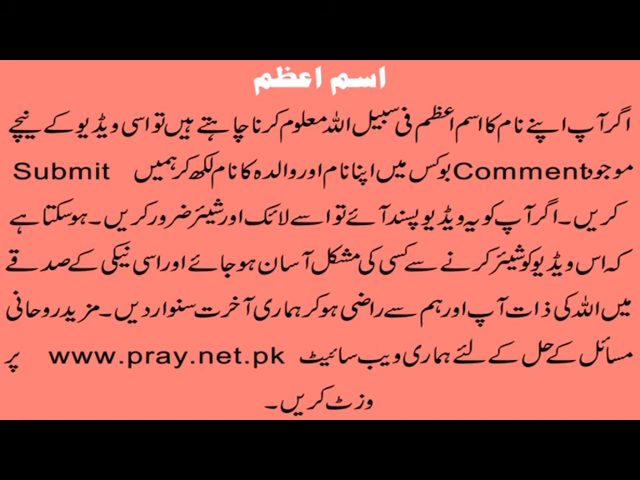 اسم اعظم
اگر آپ اپنے نام کا اسم اعظم فی سبیل اللہ معلوم کرنا چاہتے ہیں تو اسی ویڈیو کے نیچے
موجود Comment بوکس میں اپنا نام اور والدہ کا نام لکھ کر ہمیں Submit
کریں۔ اگر آپ کو یہ ویڈیو پسند آئے تو اسے لائک اور شیئر ضرور کریں۔ ہو سکتا ہے
کہ اس ویڈیو کو شیئر کرنے سے کسی کی مشکل آسان ہو جائے اور اسی نیکی کے صدقے
میں اللہ کی ذات آپ اور ہم سے راضی ہو کر ہماری آخرت سنوار دیں۔ مزید روحانی
مسائل کے حل کے لئے ہماری ویب سائیٹ www.pray.net.pk پر
وزٹ کریں۔